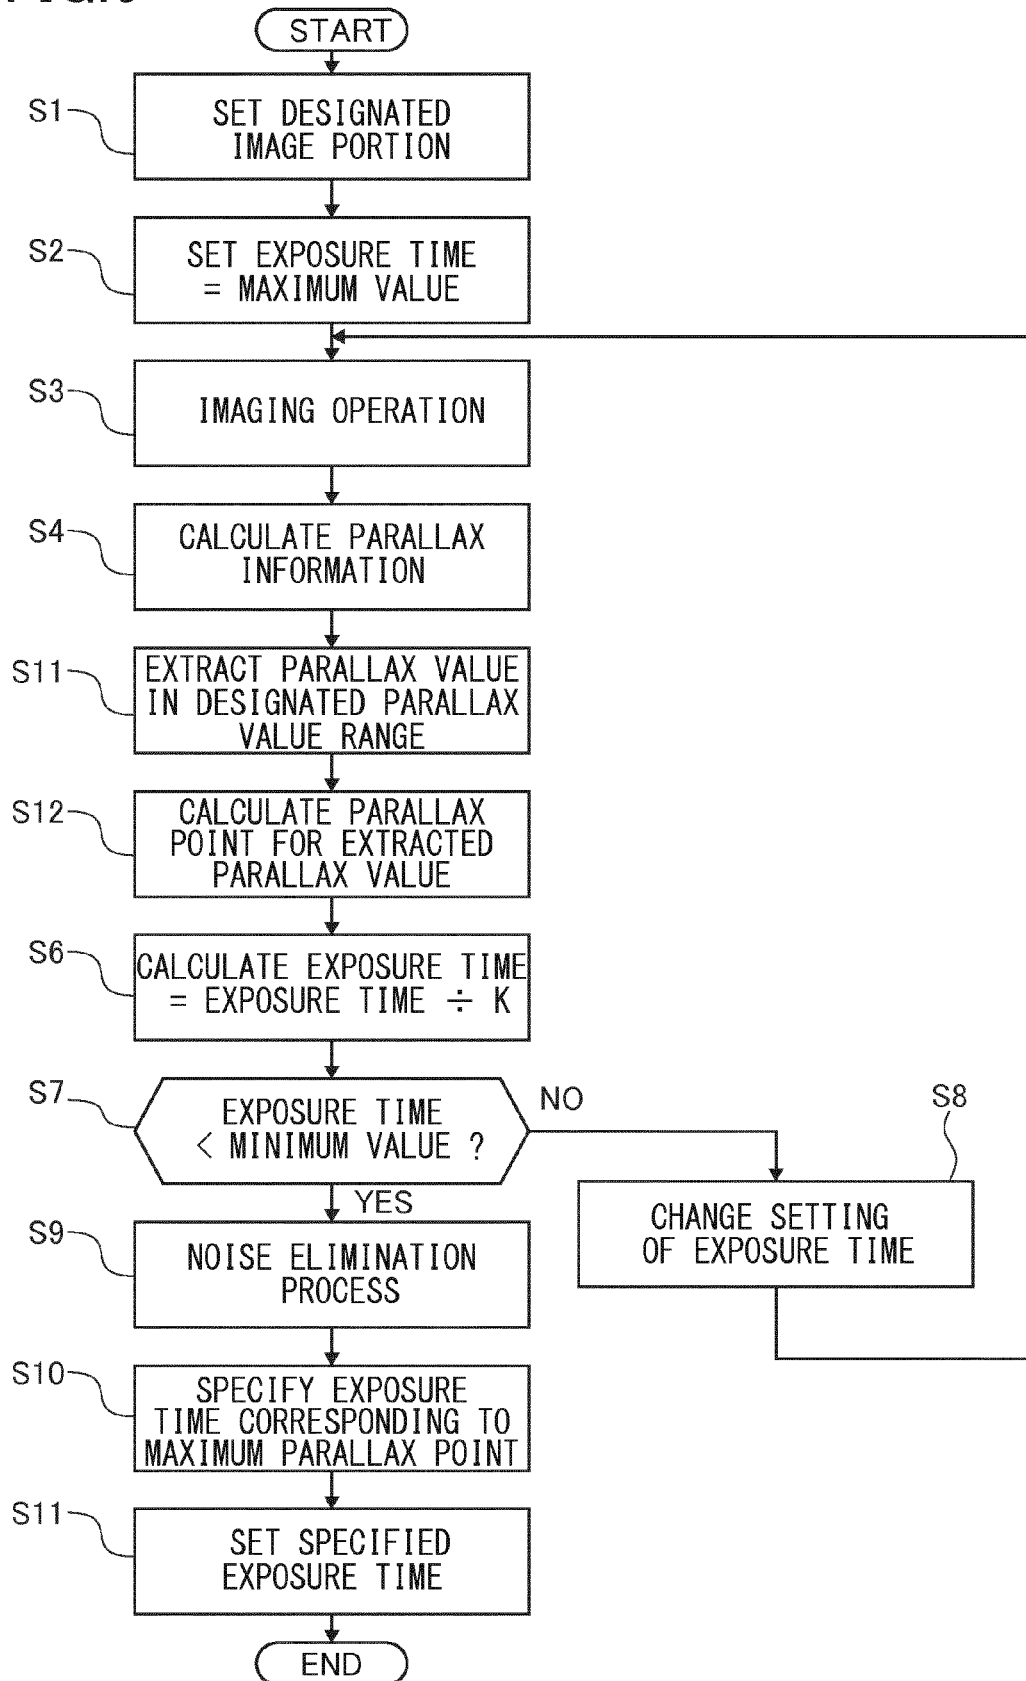 START
S1
SET DESIGNATED
IMAGE PORTION
S2
SET EXPOSURE TIME
= MAXIMUM VALUE
S3
IMAGING OPERATION
S4
CALCULATE PARALLAX
INFORMATION
S11
EXTRACT PARALLAX VALUE
IN DESIGNATED PARALLAX
VALUE RANGE
S12
CALCULATE PARALLAX
POINT FOR EXTRACTED
PARALLAX VALUE
S6
CALCULATE EXPOSURE TIME
= EXPOSURE TIME ÷ K
S7
EXPOSURE TIME
< MINIMUM VALUE ?
NO
YES
S8
CHANGE SETTING
OF EXPOSURE TIME
S9
NOISE ELIMINATION
PROCESS
S10
SPECIFY EXPOSURE
TIME CORRESPONDING TO
MAXIMUM PARALLAX POINT
S11
SET SPECIFIED
EXPOSURE TIME
END